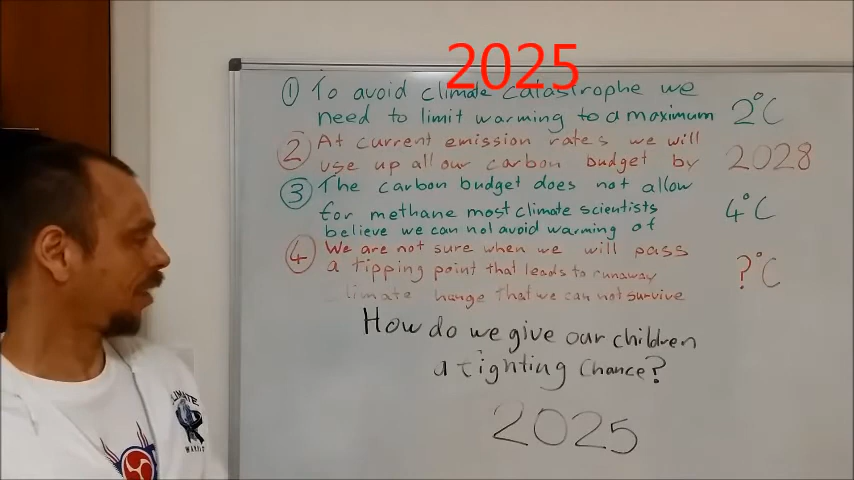 2025
① To avoid climate catastrophe we
need to limit warming to a maximum 2°C
② At current emission rates we will
use up all our carbon budget by 2028
③ The carbon budget does not allow
for methane most climate scientists
believe we can not avoid warming of 4°C
④ We are not sure when we will pass
a tipping point that leads to runaway
climate hange that we can not survive ?°C
How do we give our children
a fighting chance?
2025
CLIMATE